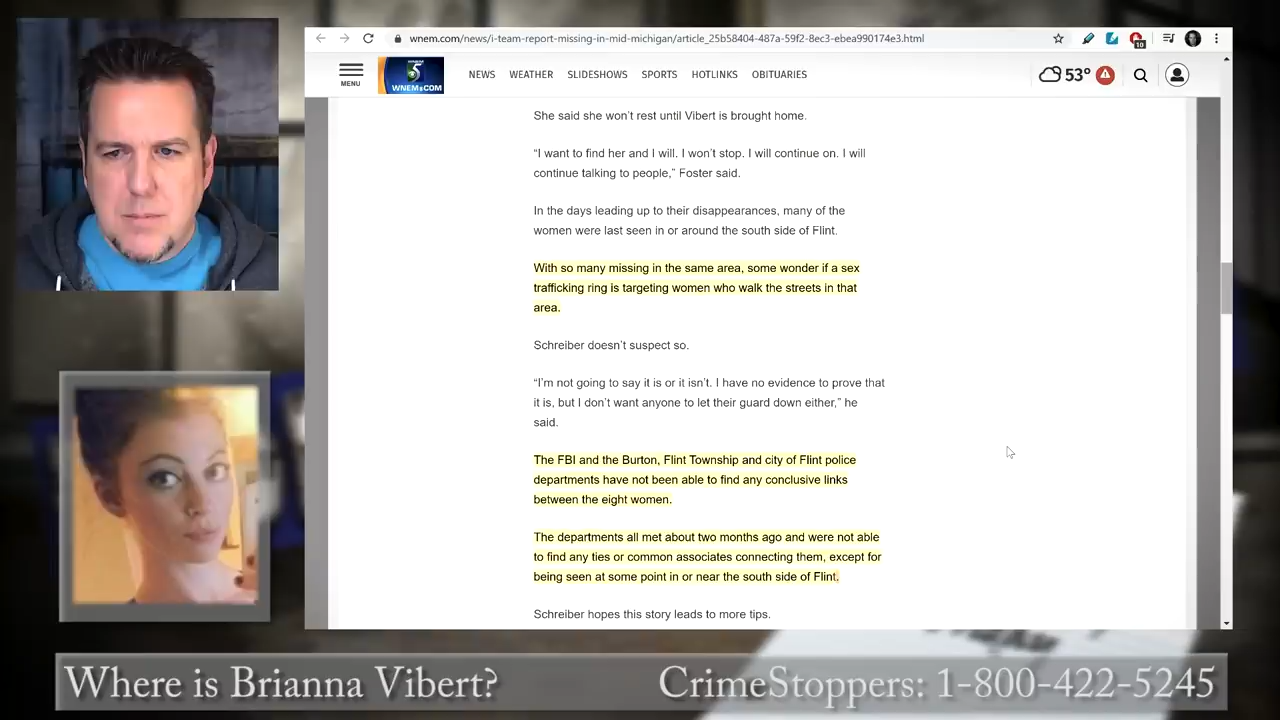 wnem.com/news/i-team-report-missing-in-mid-michigan/article_25b58404-487a-59f2-8ec3-ebea990174e3.html
10
MENU
5
WNEM.COM
NEWS WEATHER SLIDESHOWS SPORTS HOTLINKS OBITUARIES
53°
She said she won't rest until Vibert is brought home.
“I want to find her and I will. I won't stop. I will continue on. I will
continue talking to people,” Foster said.
In the days leading up to their disappearances, many of the
women were last seen in or around the south side of Flint.
With so many missing in the same area, some wonder if a sex
trafficking ring is targeting women who walk the streets in that
area.
Schreiber doesn't suspect so.
“I'm not going to say it is or it isn't. I have no evidence to prove that
it is, but I don't want anyone to let their guard down either,” he
said.
The FBI and the Burton, Flint Township and city of Flint police
departments have not been able to find any conclusive links
between the eight women.
The departments all met about two months ago and were not able
to find any ties or common associates connecting them, except for
being seen at some point in or near the south side of Flint.
Schreiber hopes this story leads to more tips.
Where is Brianna Vibert? CrimeStoppers: 1-800-422-5245